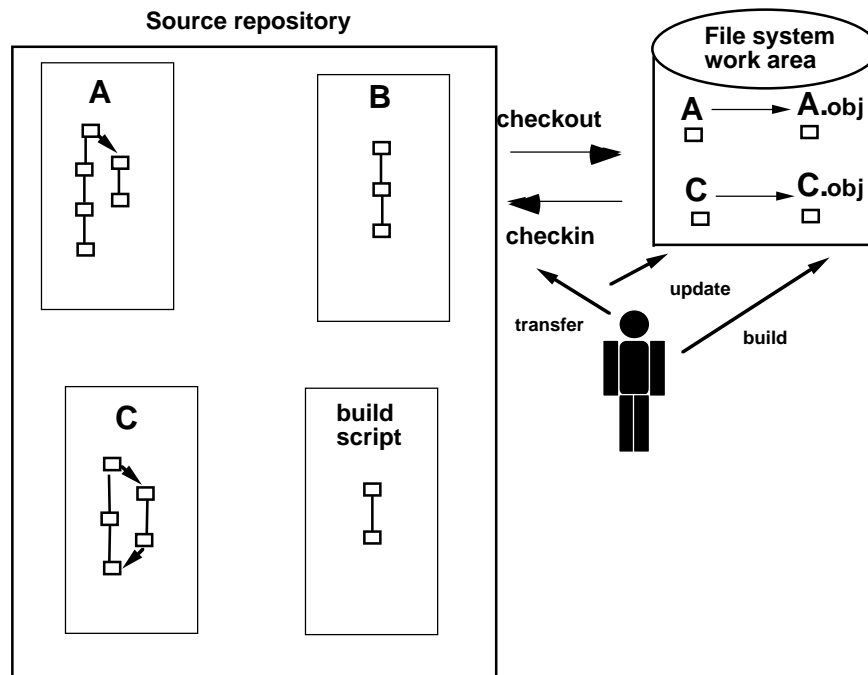 Source repository
A
B
C
build
script
checkout
checkin
File system
work area
A
A.obj
C
C.obj
update
transfer
build